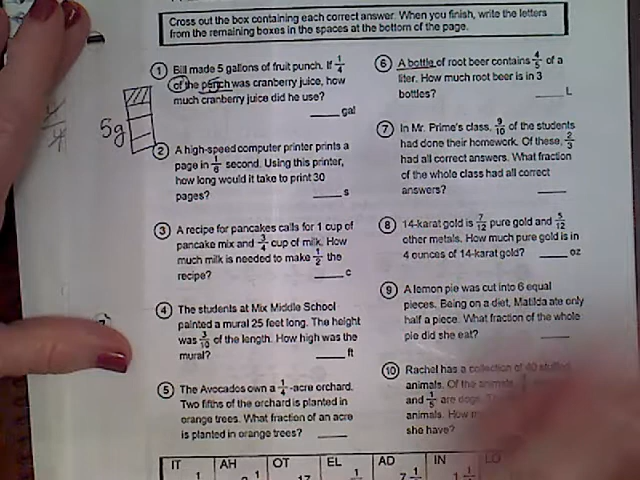 Cross out the box containing each correct answer. When you finish, write the letters
from the remaining boxes in the spaces at the bottom of the page.
1 Bill made 5 gallons of fruit punch. If 1/4
of the punch was cranberry juice, how
much cranberry juice did he use?
gal
5g
2 A high-speed computer printer prints a
page in 1/6 second. Using this printer,
how long would it take to print 30
pages? s
3 A recipe for pancakes calls for 1 cup of
pancake mix and 3/4 cup of milk. How
much milk is needed to make 1/2 the
recipe? c
4 The students at Mix Middle School
painted a mural 25 feet long. The height
was 3/10 of the length. How high was the
mural? ft
5 The Avocados own a 1/4-acre orchard.
Two fifths of the orchard is planted in
orange trees. What fraction of an acre
is planted in orange trees?
6 A bottle of root beer contains 4/5 of a
liter. How much root beer is in 3
bottles? L
7 In Mr. Prime's class, 9/10 of the students
had done their homework. Of these, 2/3
had all correct answers. What fraction
of the whole class had all correct
answers?
8 14-karat gold is 7/12 pure gold and 5/12
other metals. How much pure gold is in
4 ounces of 14-karat gold? oz
9 A lemon pie was cut into 6 equal
pieces. Being on a diet, Matilda ate only
half a piece. What fraction of the whole
pie did she eat?
10 Rachel has a collection of 40 stuffed
animals. Of the animals,
and 1/5 are dogs.
animals. How
she have?
IT AH OT EL AD IN LO